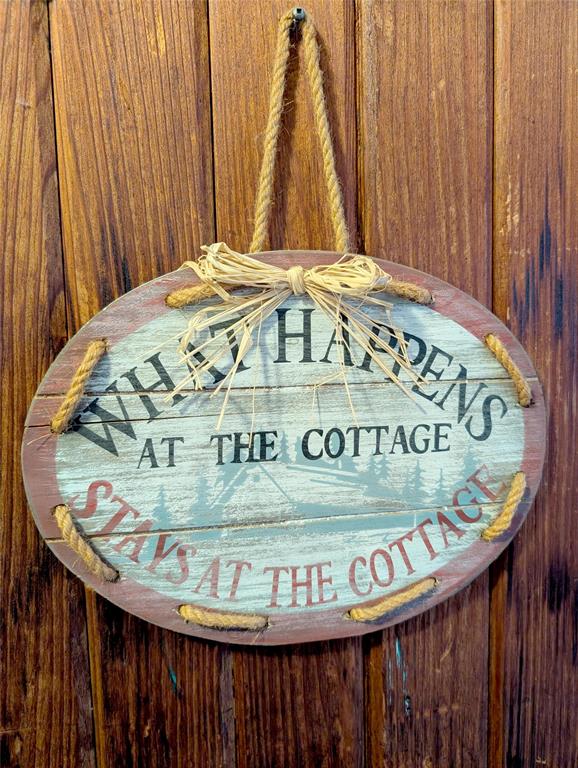 WHAT HAPPENS
AT THE COTTAGE
STAYS AT THE COTTAGE